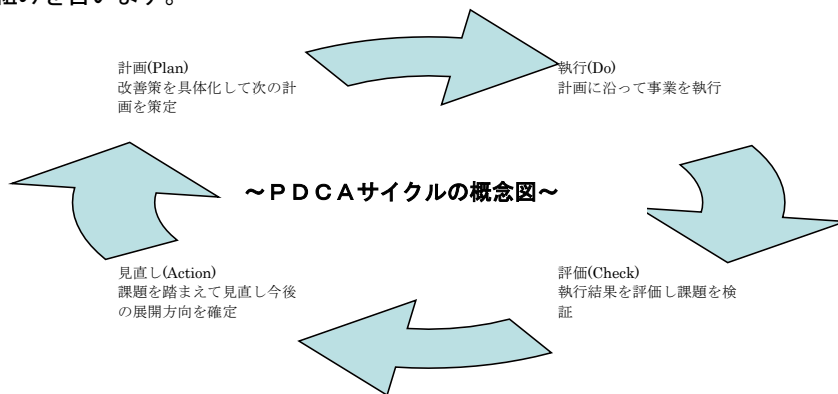 組みを言います。
計画(Plan)
改善策を具体化して次の計
画を策定
執行(Do)
計画に沿って事業を執行
～ＰＤＣＡサイクルの概念図～
見直し(Action)
課題を踏まえて見直し今後
の展開方向を確定
評価(Check)
執行結果を評価し課題を検
証